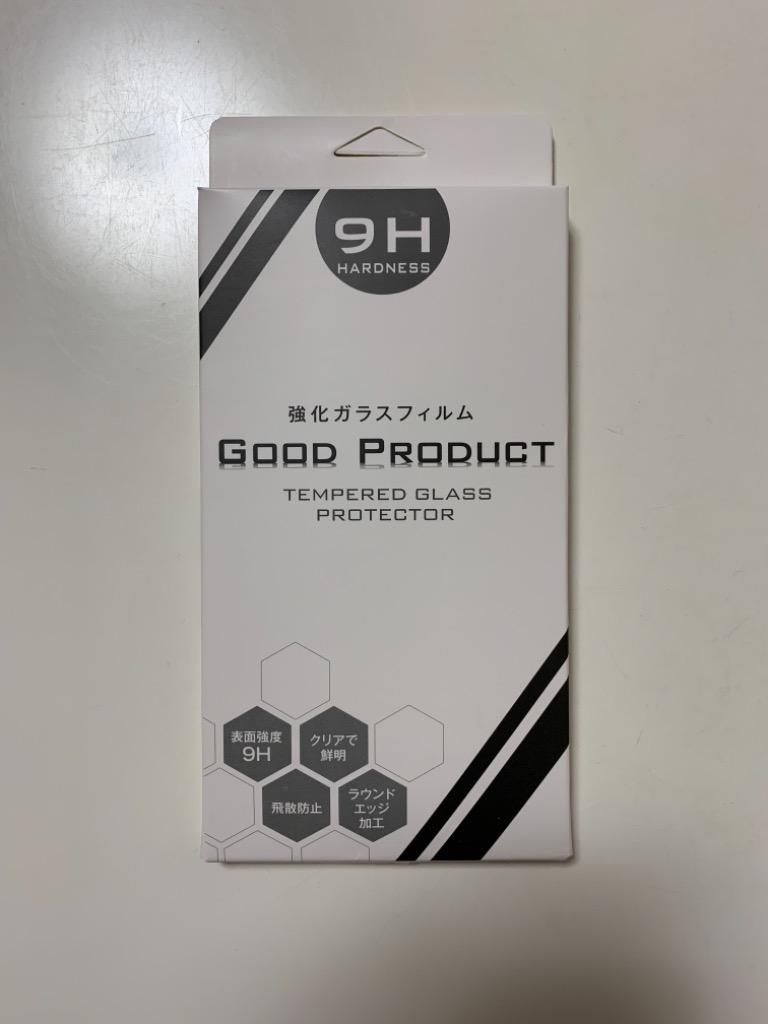 9H
HARDNESS
強化ガラスフィルム
GOOD PRODUCT
TEMPERED GLASS
PROTECTOR
表面強度
9H
クリアで
鮮明
飛散防止
ラウンド
エッジ
加工